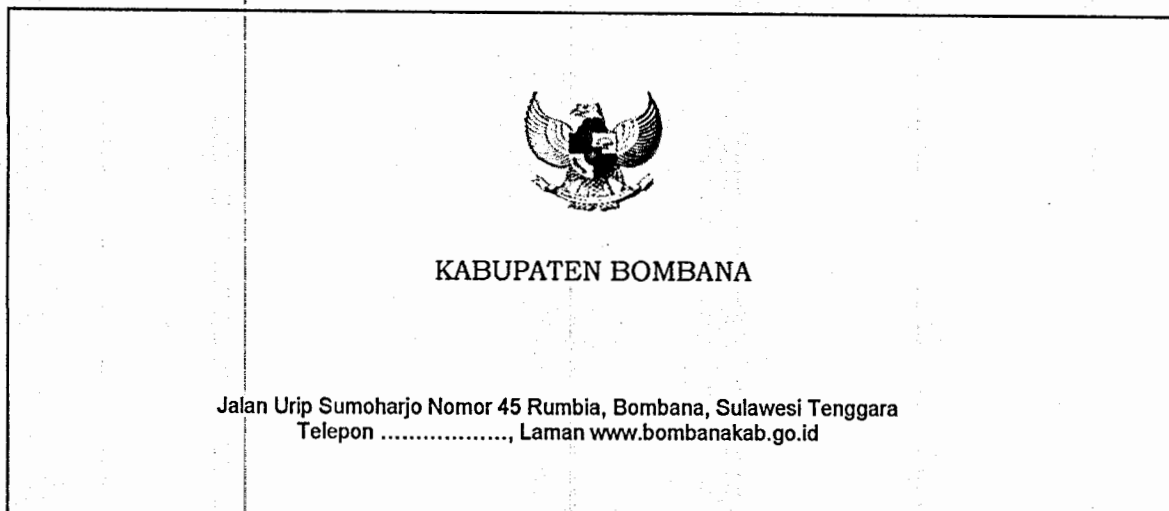 KABUPATEN BOMBANA
Jalan Urip Sumoharjo Nomor 45 Rumbia, Bombana, Sulawesi Tenggara
Telepon ..................., Laman www.bombanakab.go.id